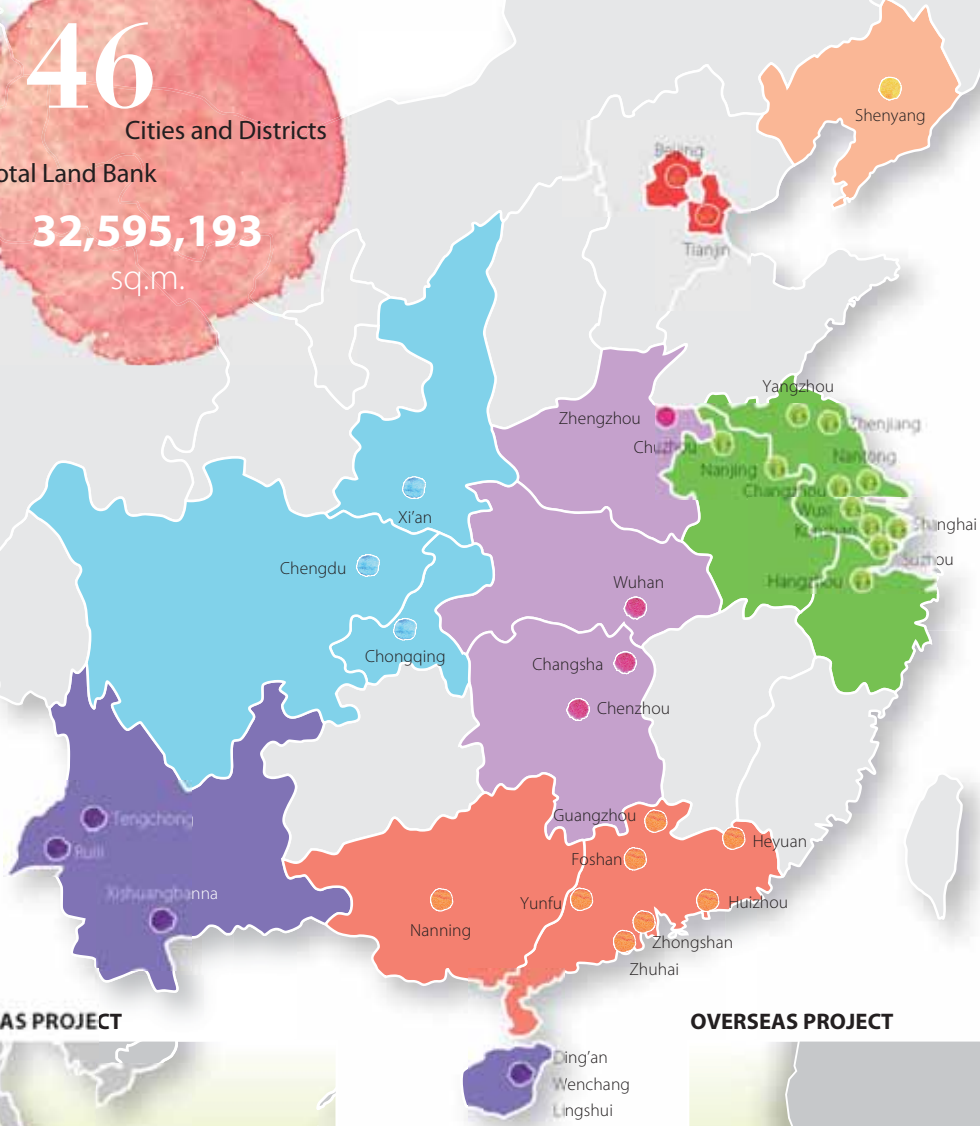 46
Cities and Districts
otal Land Bank
32,595,193
sq.m.
Shenyang
Beijing
Tianjin
Yangzhou
Zhengzhou
Zhenjiang
Chuzhou
Nantong
Nanjing
Changzhou
Wuxi
Xi'an
Shanghai
Kunshan
Suzhou
Chengdu
Hangzhou
Wuhan
Chongqing
Changsha
Chenzhou
Guangzhou
Tengchong
Heyuan
Ruili
Foshan
Xishuangbanna
Yunfu
Huizhou
Nanning
Zhongshan
Zhuhai
AS PROJECT
OVERSEAS PROJECT
Ding'an
Wenchang
Lingshui